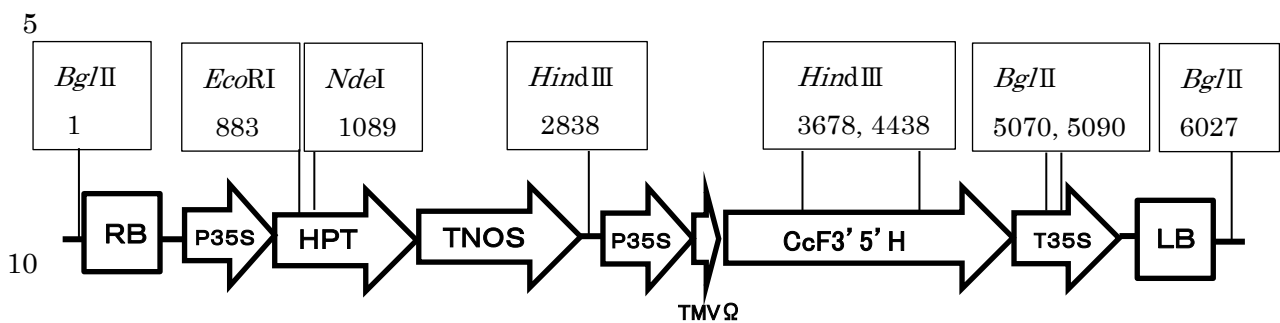 5
BglⅡ
1
EcoRI
883
NdeI
1089
HindⅢ
2838
HindⅢ
3678, 4438
BglⅡ
5070, 5090
BglⅡ
6027
RB
P35S
HPT
TNOS
P35S
CcF3'5'H
T35S
LB
10
TMVΩ